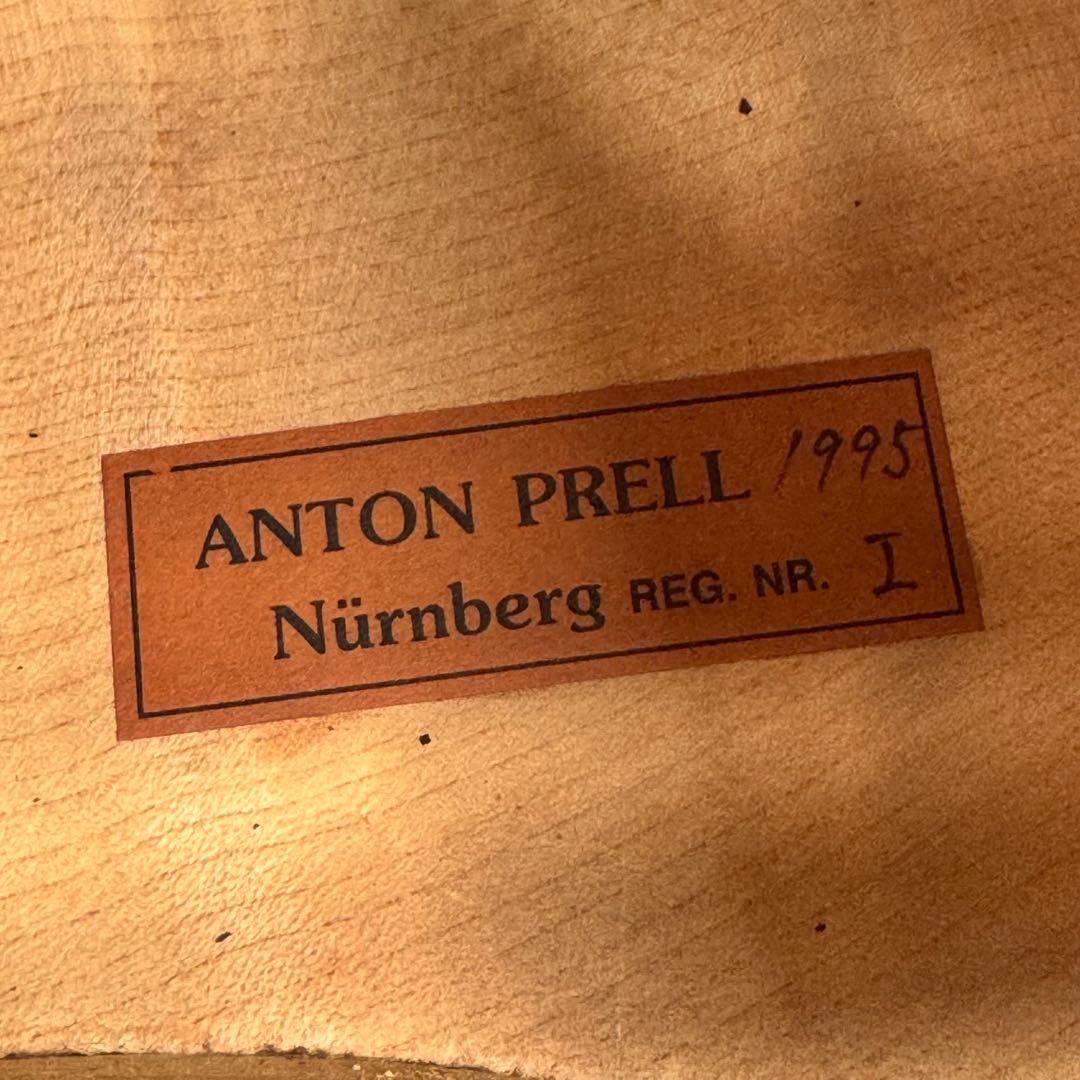 ANTON PRELL 1995
Nürnberg REG. NR. I